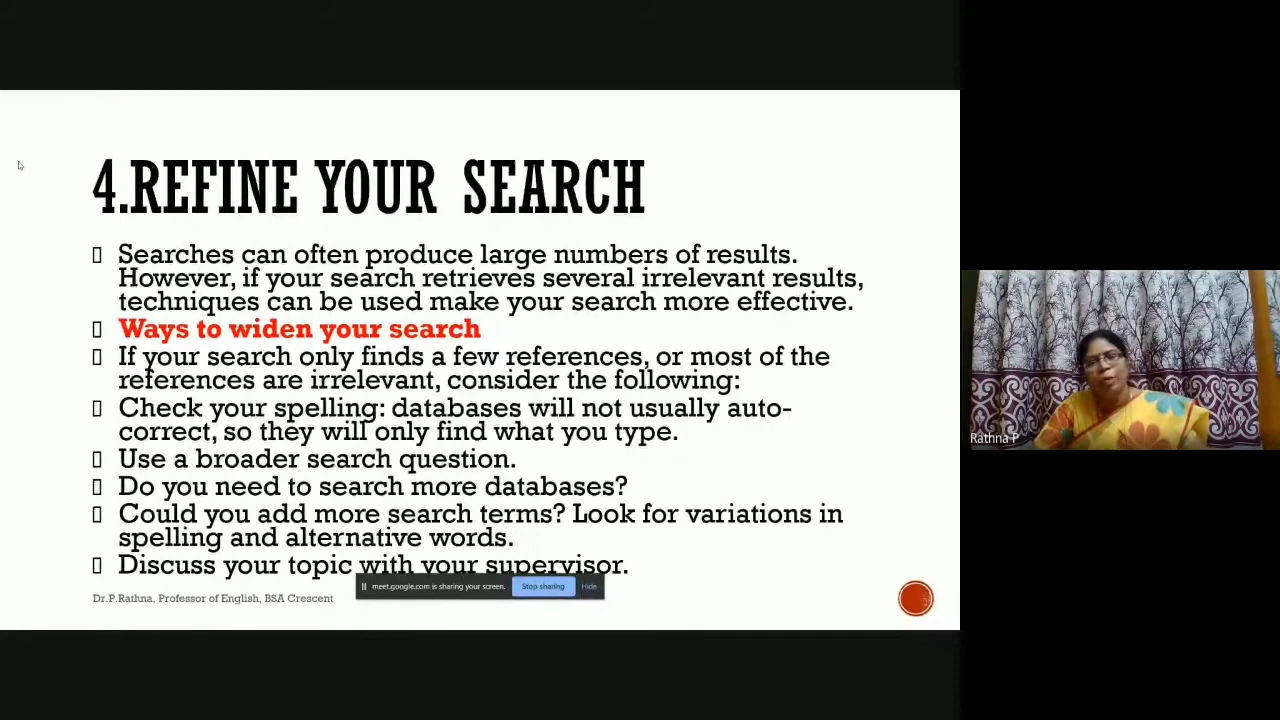 4.REFINE YOUR SEARCH
Searches can often produce large numbers of results.
However, if your search retrieves several irrelevant results,
techniques can be used make your search more effective.
Ways to widen your search
If your search only finds a few references, or most of the
references are irrelevant, consider the following:
Check your spelling: databases will not usually auto-
correct, so they will only find what you type.
Use a broader search question.
Do you need to search more databases?
Could you add more search terms? Look for variations in
spelling and alternative words.
Discuss your topic with your supervisor.
meet.google.com is sharing your screen.
Stop sharing
Hide
Dr.P.Rathna, Professor of English, BSA Crescent
Rathna P